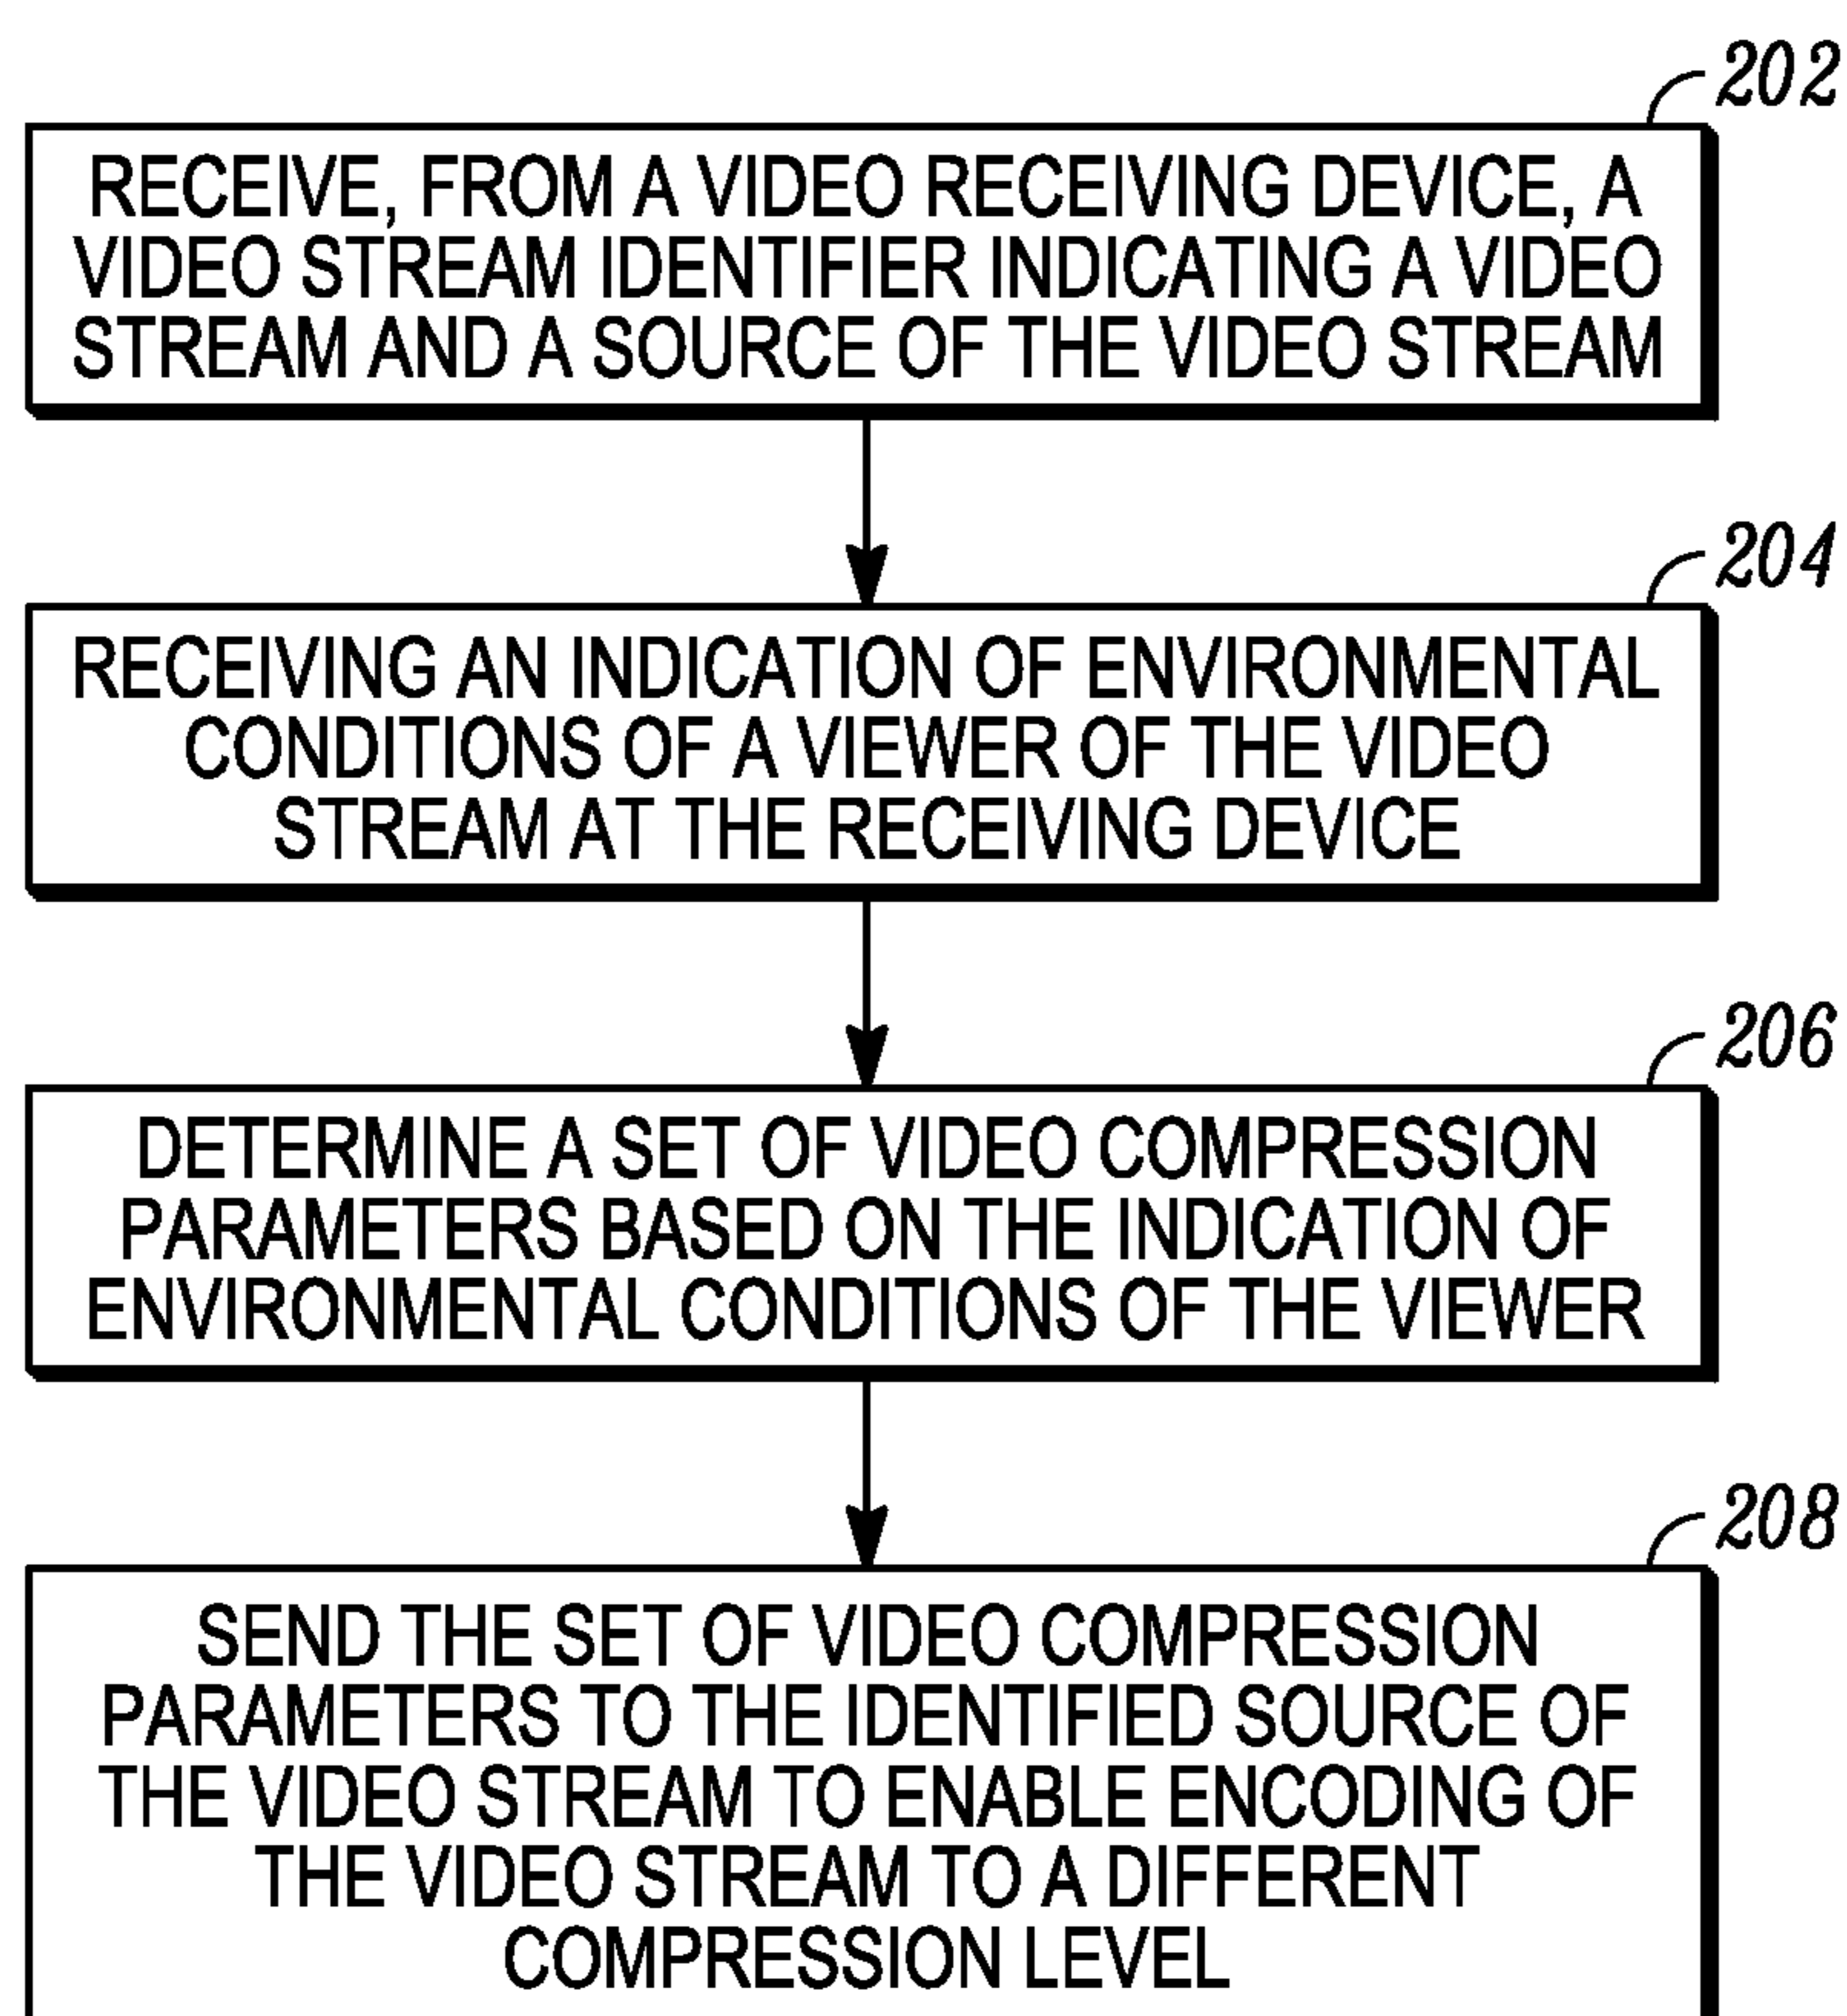 202
RECEIVE, FROM A VIDEO RECEIVING DEVICE, A
VIDEO STREAM IDENTIFIER INDICATING A VIDEO
STREAM AND A SOURCE OF THE VIDEO STREAM
204
RECEIVING AN INDICATION OF ENVIRONMENTAL
CONDITIONS OF A VIEWER OF THE VIDEO
STREAM AT THE RECEIVING DEVICE
206
DETERMINE A SET OF VIDEO COMPRESSION
PARAMETERS BASED ON THE INDICATION OF
ENVIRONMENTAL CONDITIONS OF THE VIEWER
208
SEND THE SET OF VIDEO COMPRESSION
PARAMETERS TO THE IDENTIFIED SOURCE OF
THE VIDEO STREAM TO ENABLE ENCODING OF
THE VIDEO STREAM TO A DIFFERENT
COMPRESSION LEVEL